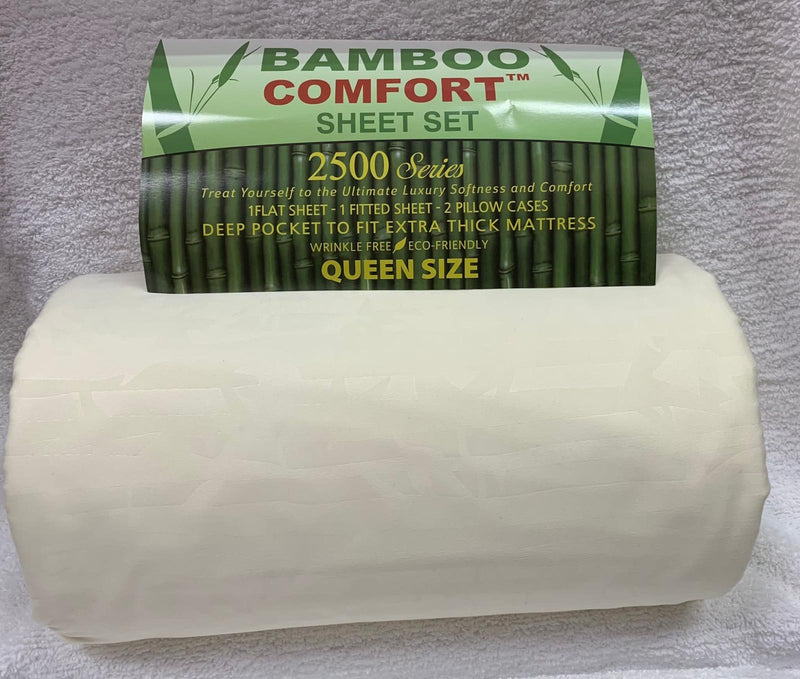 BAMBOO
COMFORT™
SHEET SET
2500 Series
Treat Yourself to the Ultimate Luxury Softness and Comfort
1FLAT SHEET - 1 FITTED SHEET - 2 PILLOW CASES
DEEP POCKET TO FIT EXTRA THICK MATTRESS
WRINKLE FREE ECO-FRIENDLY
QUEEN SIZE